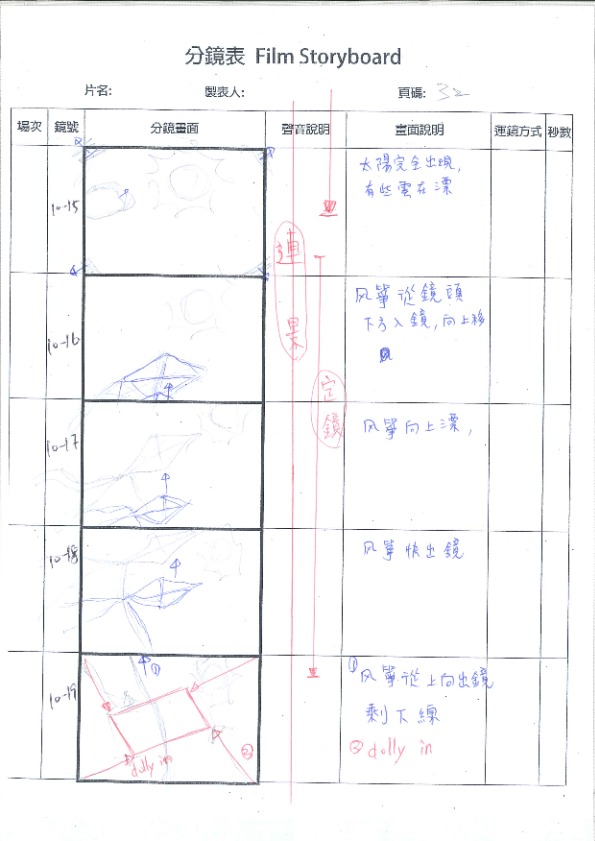 分鏡表 Film Storyboard
片名:
製表人:
頁碼: 32
場次 鏡號 分鏡畫面 聲音說明 畫面說明 運鏡方式 秒數
10-15
太陽完全出現,
有些雲在漂
連景
10-16
风箏從鏡頭
下方入鏡,向上移
定鏡
10-17
风箏向上漂,
10-18
风箏快出鏡
10-19
① ② dolly in
①风箏從上向出鏡
剩下線
② dolly in